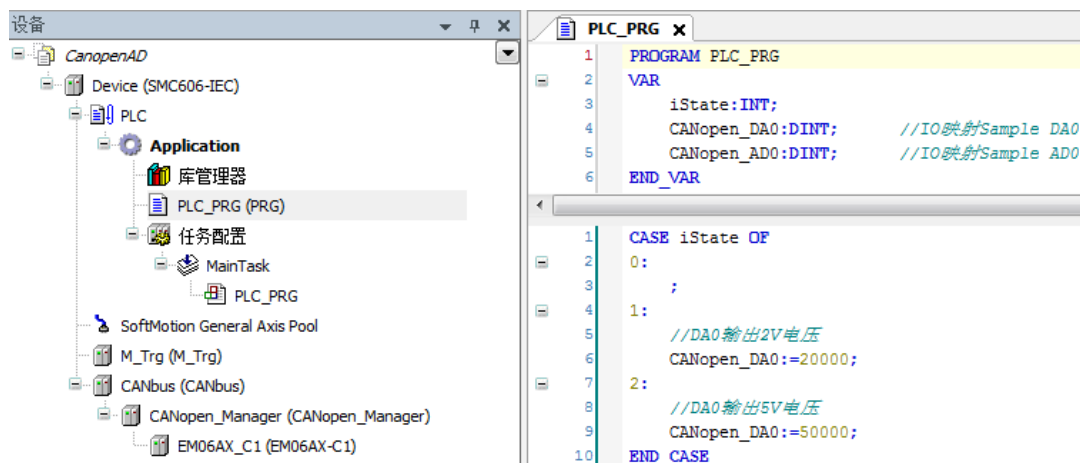 设备
CanopenAD
Device (SMC606-IEC)
PLC
Application
库管理器
PLC_PRG (PRG)
任务配置
MainTask
PLC_PRG
SoftMotion General Axis Pool
M_Trg (M_Trg)
CANbus (CANbus)
CANopen_Manager (CANopen_Manager)
EM06AX_C1 (EM06AX-C1)
PLC_PRG
1 PROGRAM PLC_PRG
2 VAR
3 iState:INT;
4 CANopen_DA0:DINT; //IO映射Sample DA0
5 CANopen_AD0:DINT; //IO映射Sample AD0
6 END_VAR
1 CASE iState OF
2 0:
3 ;
4 1:
5 //DA0输出2V电压
6 CANopen_DA0:=20000;
7 2:
8 //DA0输出5V电压
9 CANopen_DA0:=50000;
10 END_CASE